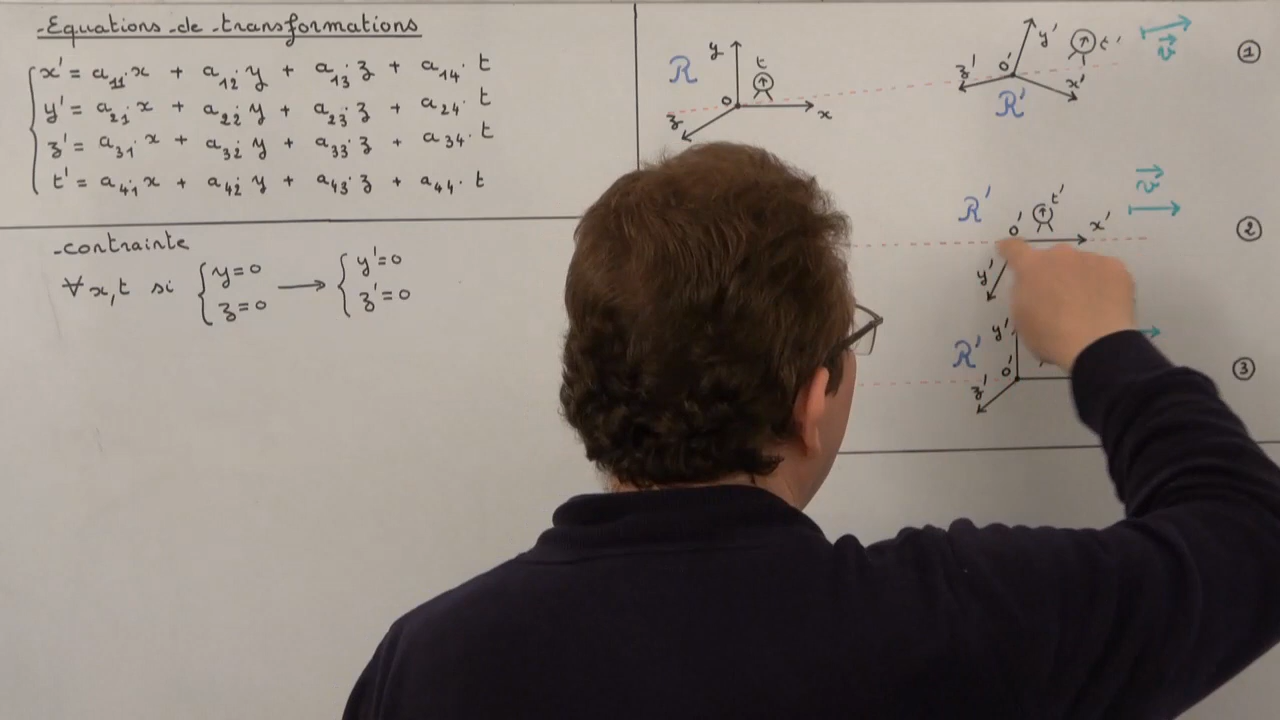 Equations de transformations
x' = a₁₁.x + a₁₂.y + a₁₃.z + a₁₄.t
y' = a₂₁.x + a₂₂.y + a₂₃.z + a₂₄.t
z' = a₃₁.x + a₃₂.y + a₃₃.z + a₃₄.t
t' = a₄₁.x + a₄₂.y + a₄₃.z + a₄₄.t
contrainte
∀ x,t si { y=0 → { y'=0
z=0 z'=0
R y t o x z
y' t' z' o' x' R' v⃗ ①
R' o' t' x' y' v⃗ ②
R' y' o' z' ③